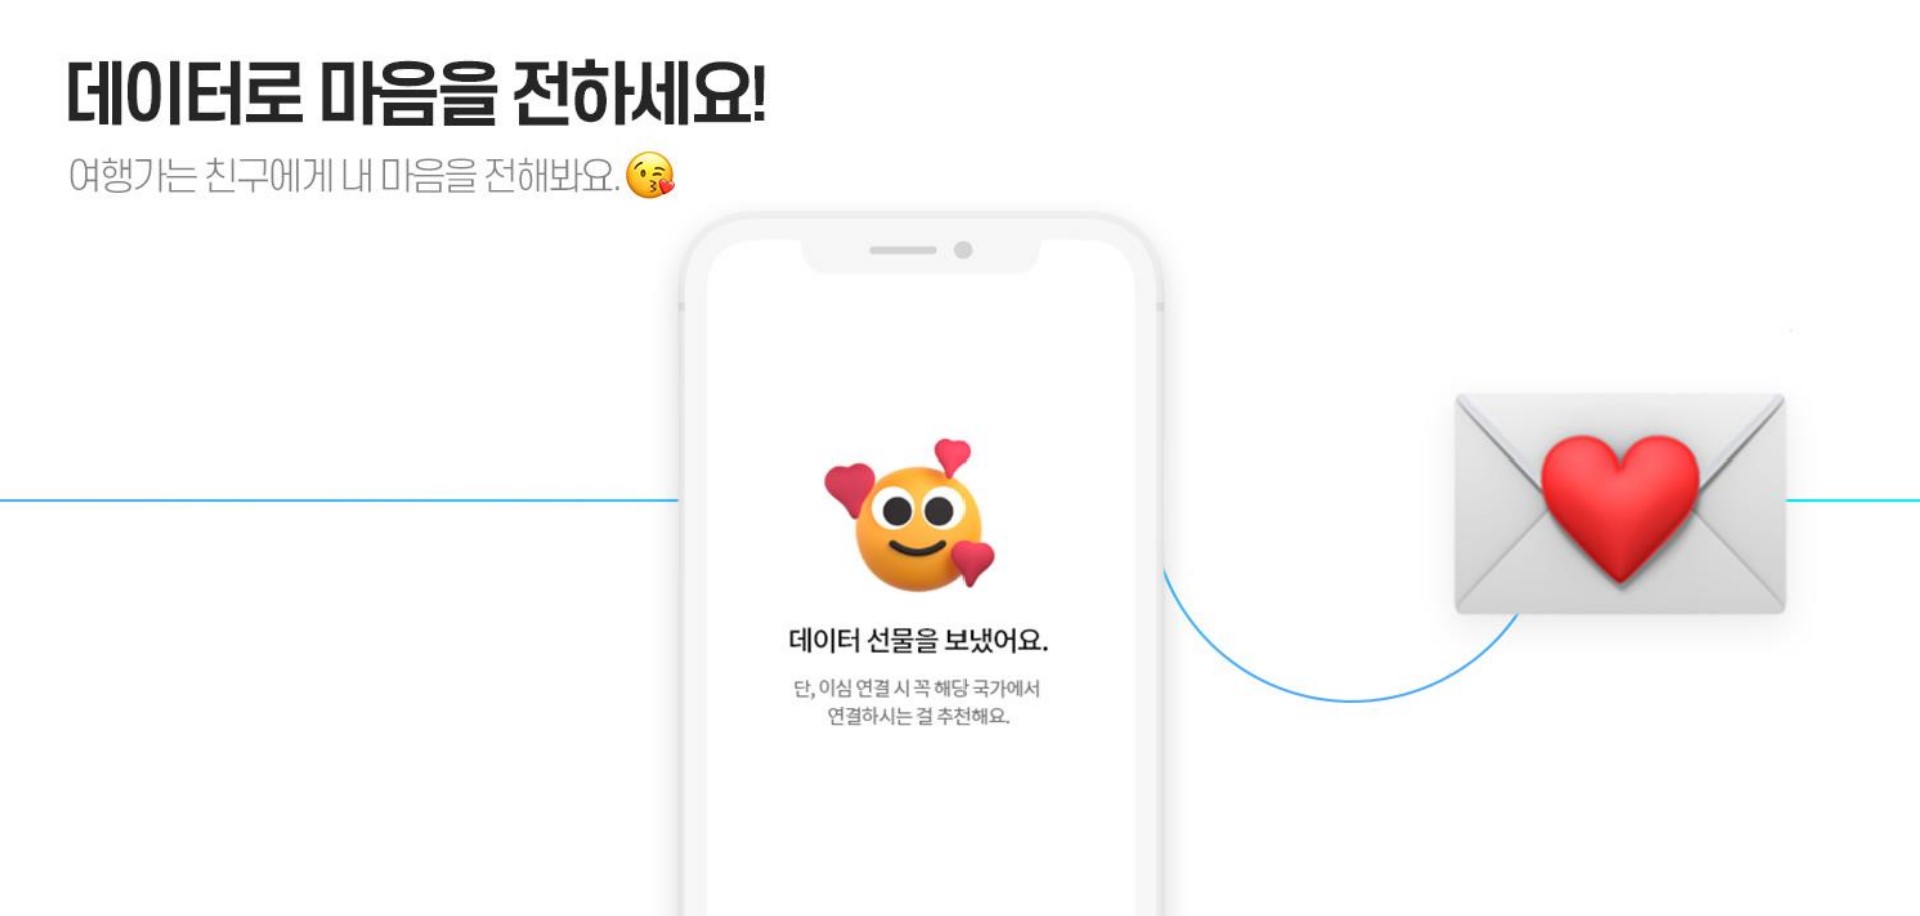 데이터로 마음을 전하세요!
여행가는 친구에게 내 마음을 전해봐요. 😘
데이터 선물을 보냈어요.
단, 이심 연결 시 꼭 해당 국가에서
연결하시는 걸 추천해요.